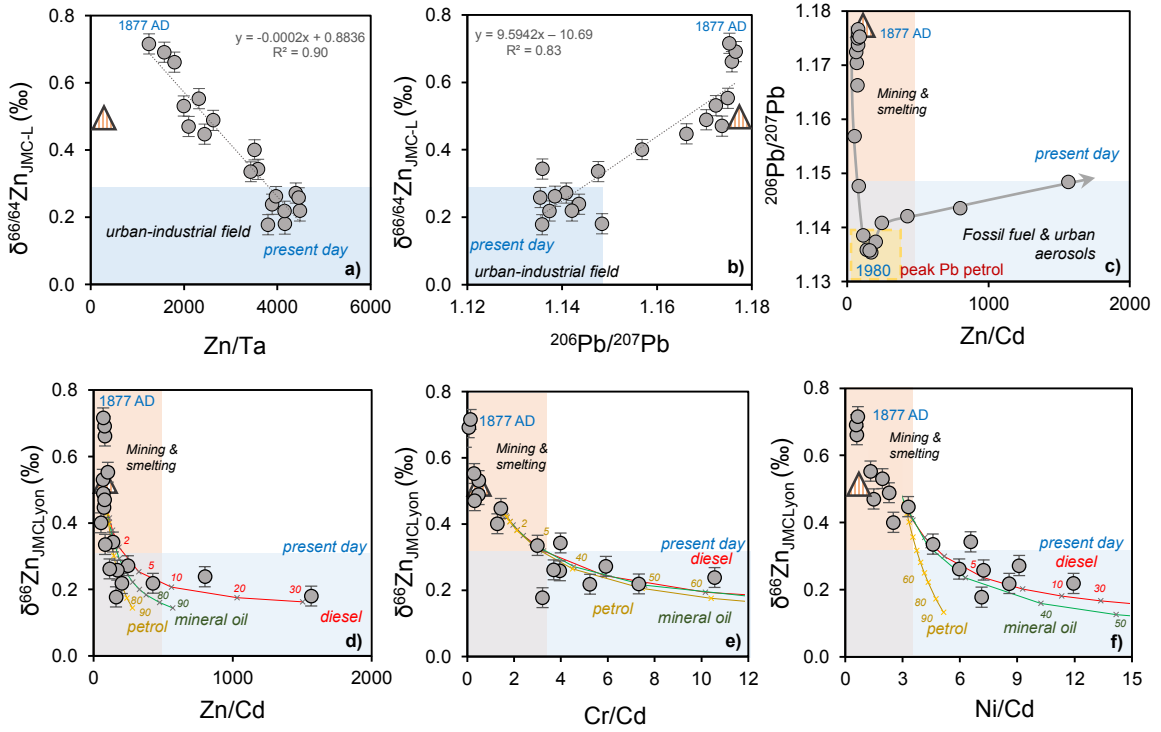 0.8
0.6
0.4
0.2
0.0
δ66/64ZnJMC-L (‰)
1877 AD
y = -0.0002x + 0.8836
R² = 0.90
urban-industrial field
present day
a)
0
2000
4000
6000
Zn/Ta
0.8
0.6
0.4
0.2
0.0
δ66/64ZnJMC-L (‰)
y = 9.5942x − 10.69
R² = 0.83
1877 AD
present day
urban-industrial field
b)
1.12
1.14
1.16
1.18
206Pb/207Pb
1.18
1.17
1.16
1.15
1.14
1.13
206Pb/207Pb
1877 AD
Mining &
smelting
present day
Fossil fuel & urban
aerosols
1980
peak Pb petrol
c)
0
1000
2000
Zn/Cd
0.8
0.6
0.4
0.2
0.0
δ66ZnJMCLyon (‰)
1877 AD
Mining &
smelting
present day
2
5
10
20
30
80
90
80
90
diesel
mineral oil
petrol
d)
0
1000
2000
Zn/Cd
0.8
0.6
0.4
0.2
0.0
δ66ZnJMCLyon (‰)
1877 AD
Mining &
smelting
present day
2
5
40
50
60
diesel
petrol
mineral oil
e)
0
2
4
6
8
10
12
Cr/Cd
0.8
0.6
0.4
0.2
0.0
δ66ZnJMCLyon (‰)
1877 AD
Mining &
smelting
present day
diesel
5
10
30
60
80
90
40
50
petrol
mineral oil
f)
0
3
6
9
12
15
Ni/Cd